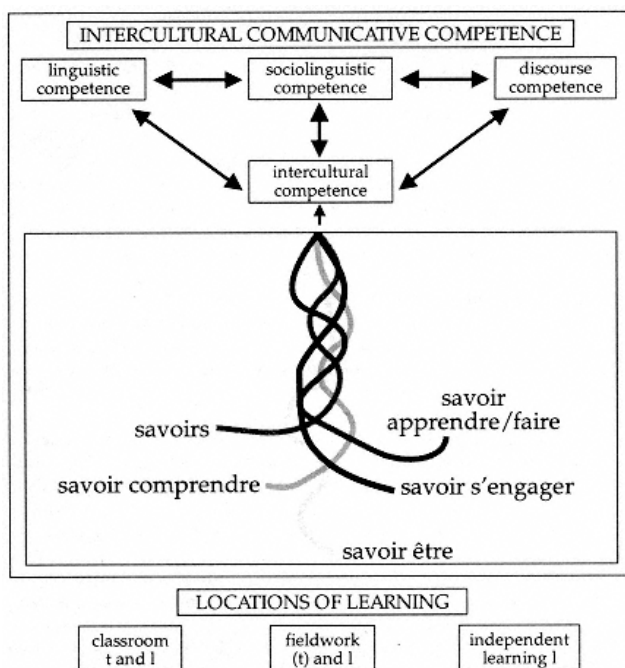 INTERCULTURAL COMMUNICATIVE COMPETENCE
linguistic
competence
sociolinguistic
competence
discourse
competence
intercultural
competence
savoirs
savoir
apprendre/faire
savoir comprendre
savoir s'engager
savoir être
LOCATIONS OF LEARNING
classroom
t and l
fieldwork
(t) and l
independent
learning l